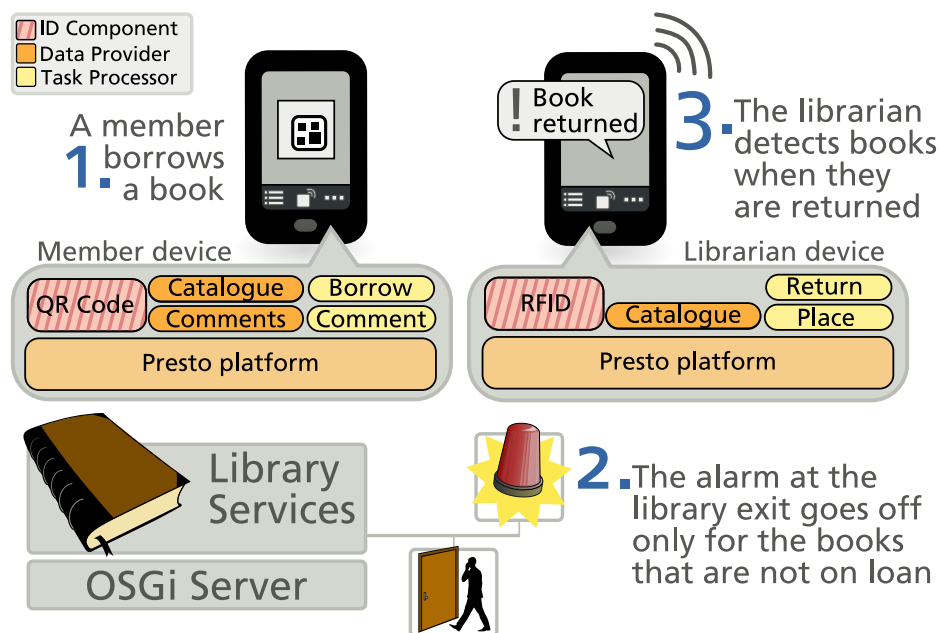 ID Component
Data Provider
Task Processor
A member
1. borrows
a book
!
Book
returned
3. The librarian
detects books
when they
are returned
Member device
QR Code
Catalogue
Borrow
Comments
Comment
Presto platform
Librarian device
RFID
Return
Catalogue
Place
Presto platform
Library
Services
OSGi Server
2. The alarm at the
library exit goes off
only for the books
that are not on loan